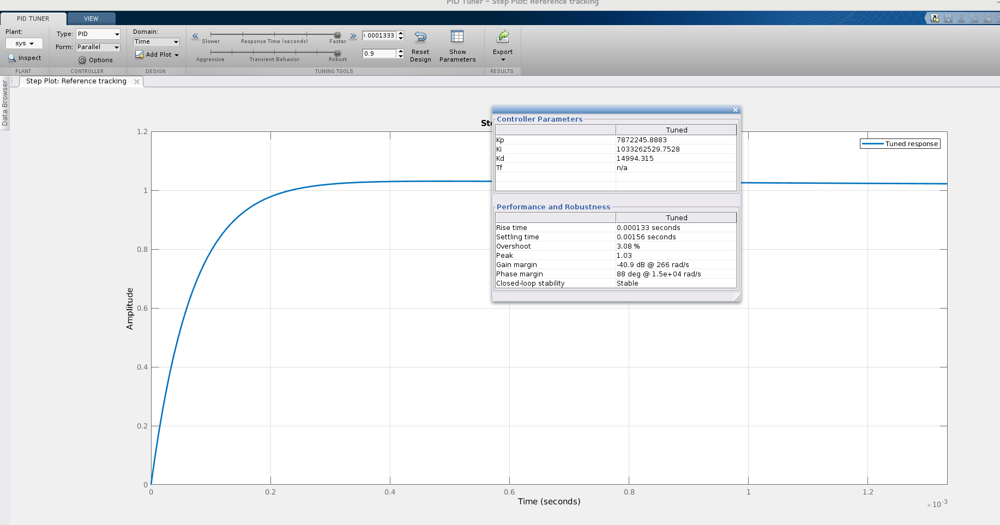 PID Tuner – Step Plot: Reference tracking
PID TUNER
VIEW
Plant:
sys
Inspect
PLANT
Type: PID
Form: Parallel
Options
CONTROLLER
Domain:
Time
Add Plot
DESIGN
Slower Response Time (seconds) Faster
.0001333
Aggressive Transient Behavior Robust
0.9
Reset Design
Show Parameters
TUNING TOOLS
Export
RESULTS
Data Browser
Step Plot: Reference tracking
Controller Parameters
Tuned
Kp 7872245.8883
Ki 1033262529.7528
Kd 14994.315
Tf n/a
Performance and Robustness
Tuned
Rise time 0.000133 seconds
Settling time 0.00156 seconds
Overshoot 3.08 %
Peak 1.03
Gain margin -40.9 dB @ 266 rad/s
Phase margin 88 deg @ 1.5e+04 rad/s
Closed-loop stability Stable
Tuned response
Amplitude
1.2
1
0.8
0.6
0.4
0.2
0
0 0.2 0.4 0.6 0.8 1 1.2
Time (seconds)
×10-3